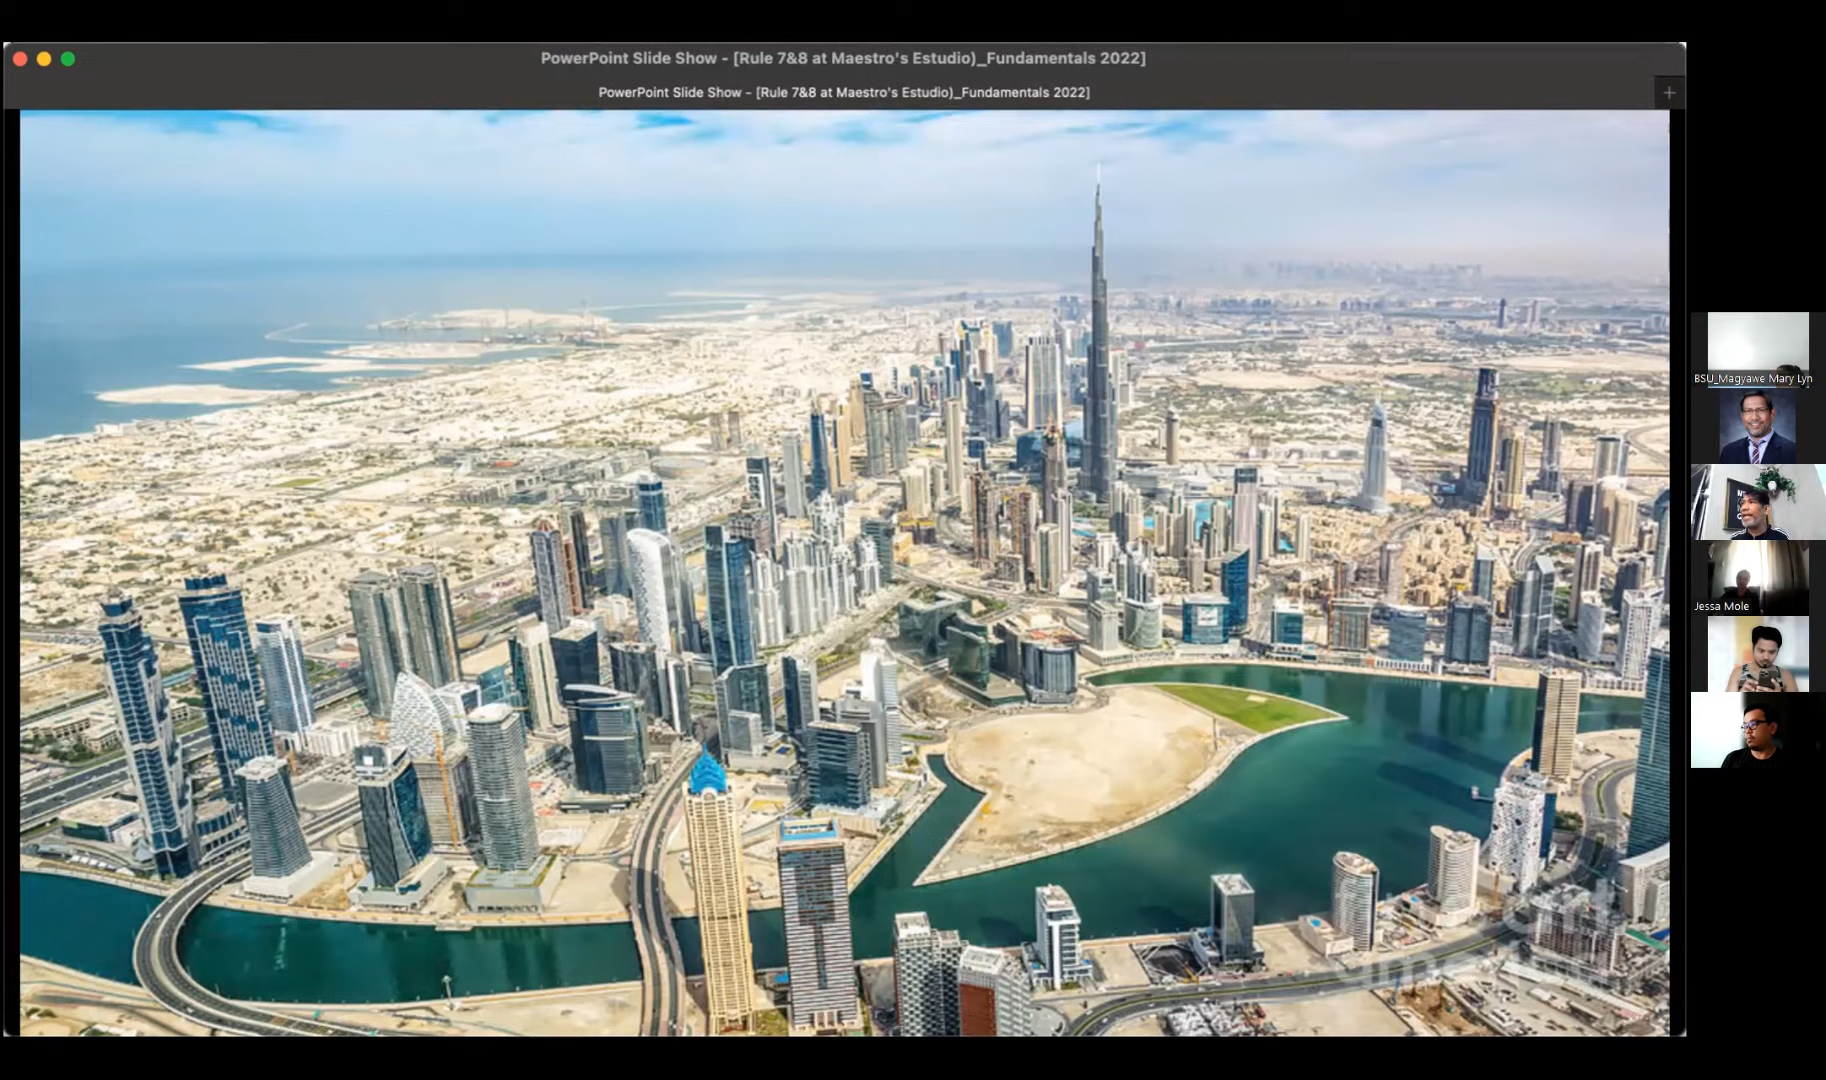 PowerPoint Slide Show - [Rule 7&8 at Maestro's Estudio)_Fundamentals 2022]
PowerPoint Slide Show - [Rule 7&8 at Maestro's Estudio)_Fundamentals 2022]
BSU_Magyawe Mary Lyn
Jessa Mole